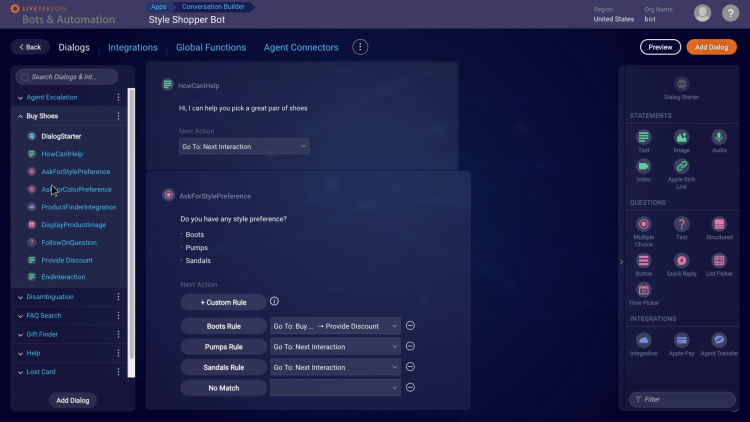 LIVEPERSON
Bots & Automation
Apps
Conversation Builder
Style Shopper Bot
Region
United States
Org Name
bot
?
< Back
Dialogs
Integrations
Global Functions
Agent Connectors
Preview
Add Dialog
Search Dialogs & Int...
Agent Escalation
Buy Shoes
DialogStarter
HowCanIHelp
AskForStylePreference
AskForColorPreference
ProductFinderIntegration
DisplayProductImage
FollowOnQuestion
Provide Discount
EndInteraction
Disambiguation
FAQ Search
Gift Finder
Help
Lost Card
Add Dialog
HowCanIHelp
Hi, I can help you pick a great pair of shoes
Next Action
Go To: Next Interaction
AskForStylePreference
Do you have any style preference?
Boots
Pumps
Sandals
Next Action
+ Custom Rule
Boots Rule
Go To: Buy ... → Provide Discount
Pumps Rule
Go To: Next Interaction
Sandals Rule
Go To: Next Interaction
No Match
Dialog Starter
STATEMENTS
Text
Image
Audio
Video
Apple Rich
Link
QUESTIONS
Multiple
Choice
Text
Structured
Button
Quick Reply
List Picker
Time Picker
INTEGRATIONS
Integration
Apple Pay
Agent Transfer
Filter